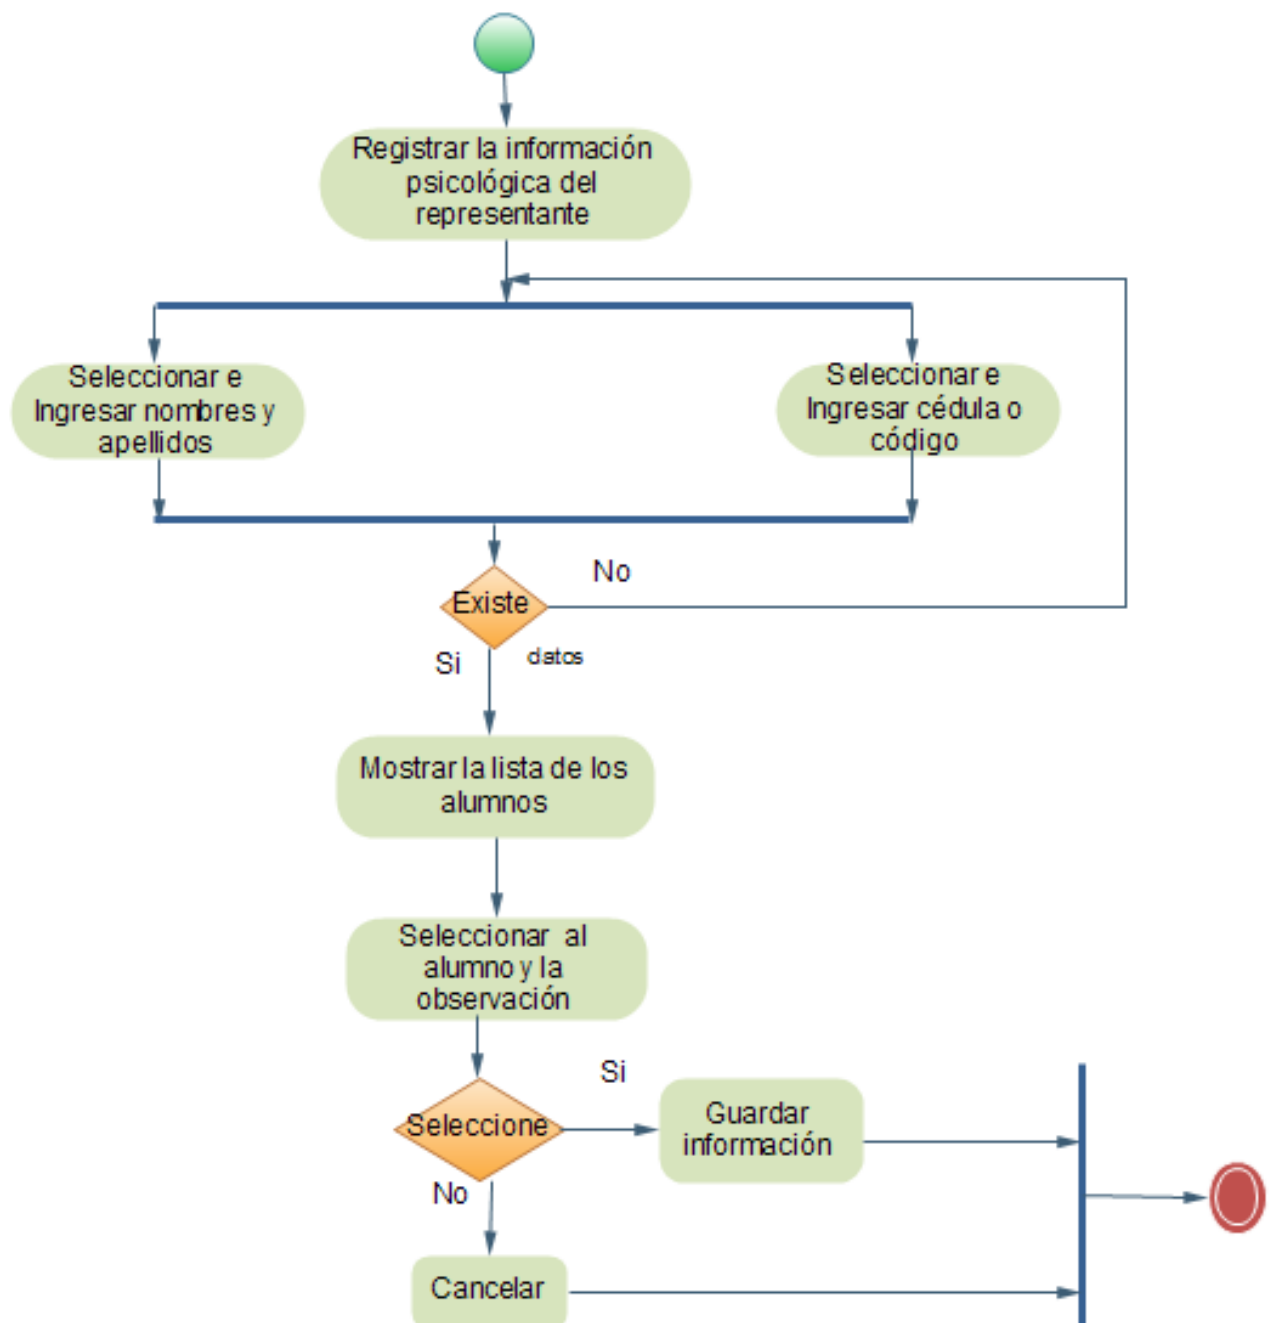 Registrar la información
psicológica del
representante
Seleccionar e
Ingresar nombres y
apellidos
Seleccionar e
Ingresar cédula o
código
No
Existe
Si
datos
Mostrar la lista de los
alumnos
Seleccionar al
alumno y la
observación
Si
Seleccione
Guardar
información
No
Cancelar